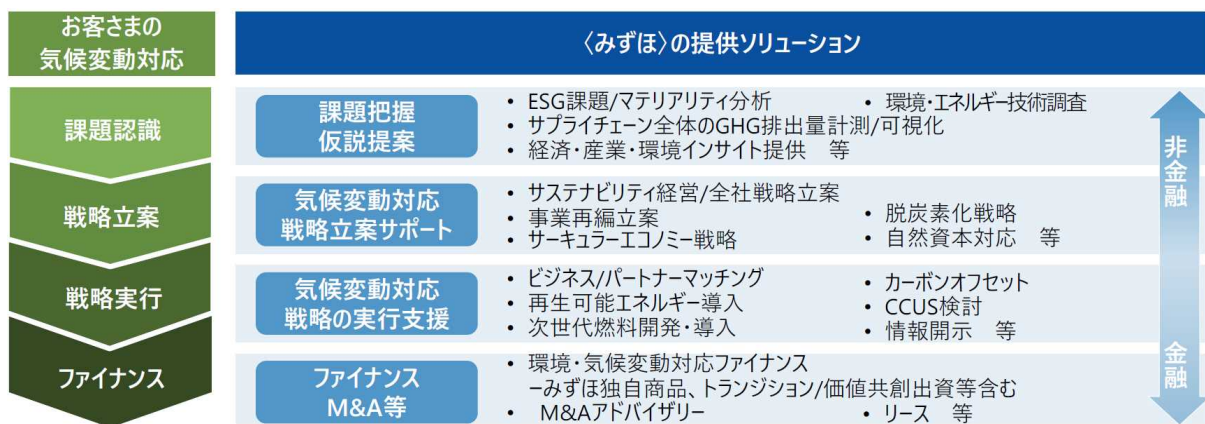 お客さまの
気候変動対応
〈みずほ〉の提供ソリューション
課題認識
課題把握
仮説提案
• ESG課題/マテリアリティ分析
• 環境・エネルギー技術調査
• サプライチェーン全体のGHG排出量計測/可視化
• 経済・産業・環境インサイト提供 等
戦略立案
気候変動対応
戦略立案サポート
• サステナビリティ経営/全社戦略立案
• 事業再編立案
• サーキュラーエコノミー戦略
• 脱炭素化戦略
• 自然資本対応 等
戦略実行
気候変動対応
戦略の実行支援
• ビジネス/パートナーマッチング
• 再生可能エネルギー導入
• 次世代燃料開発・導入
• カーボンオフセット
• CCUS検討
• 情報開示 等
ファイナンス
ファイナンス
M&A等
• 環境・気候変動対応ファイナンス
−みずほ独自商品、トランジション/価値共創出資等含む
• M&Aアドバイザリー
• リース 等
非金融
金融